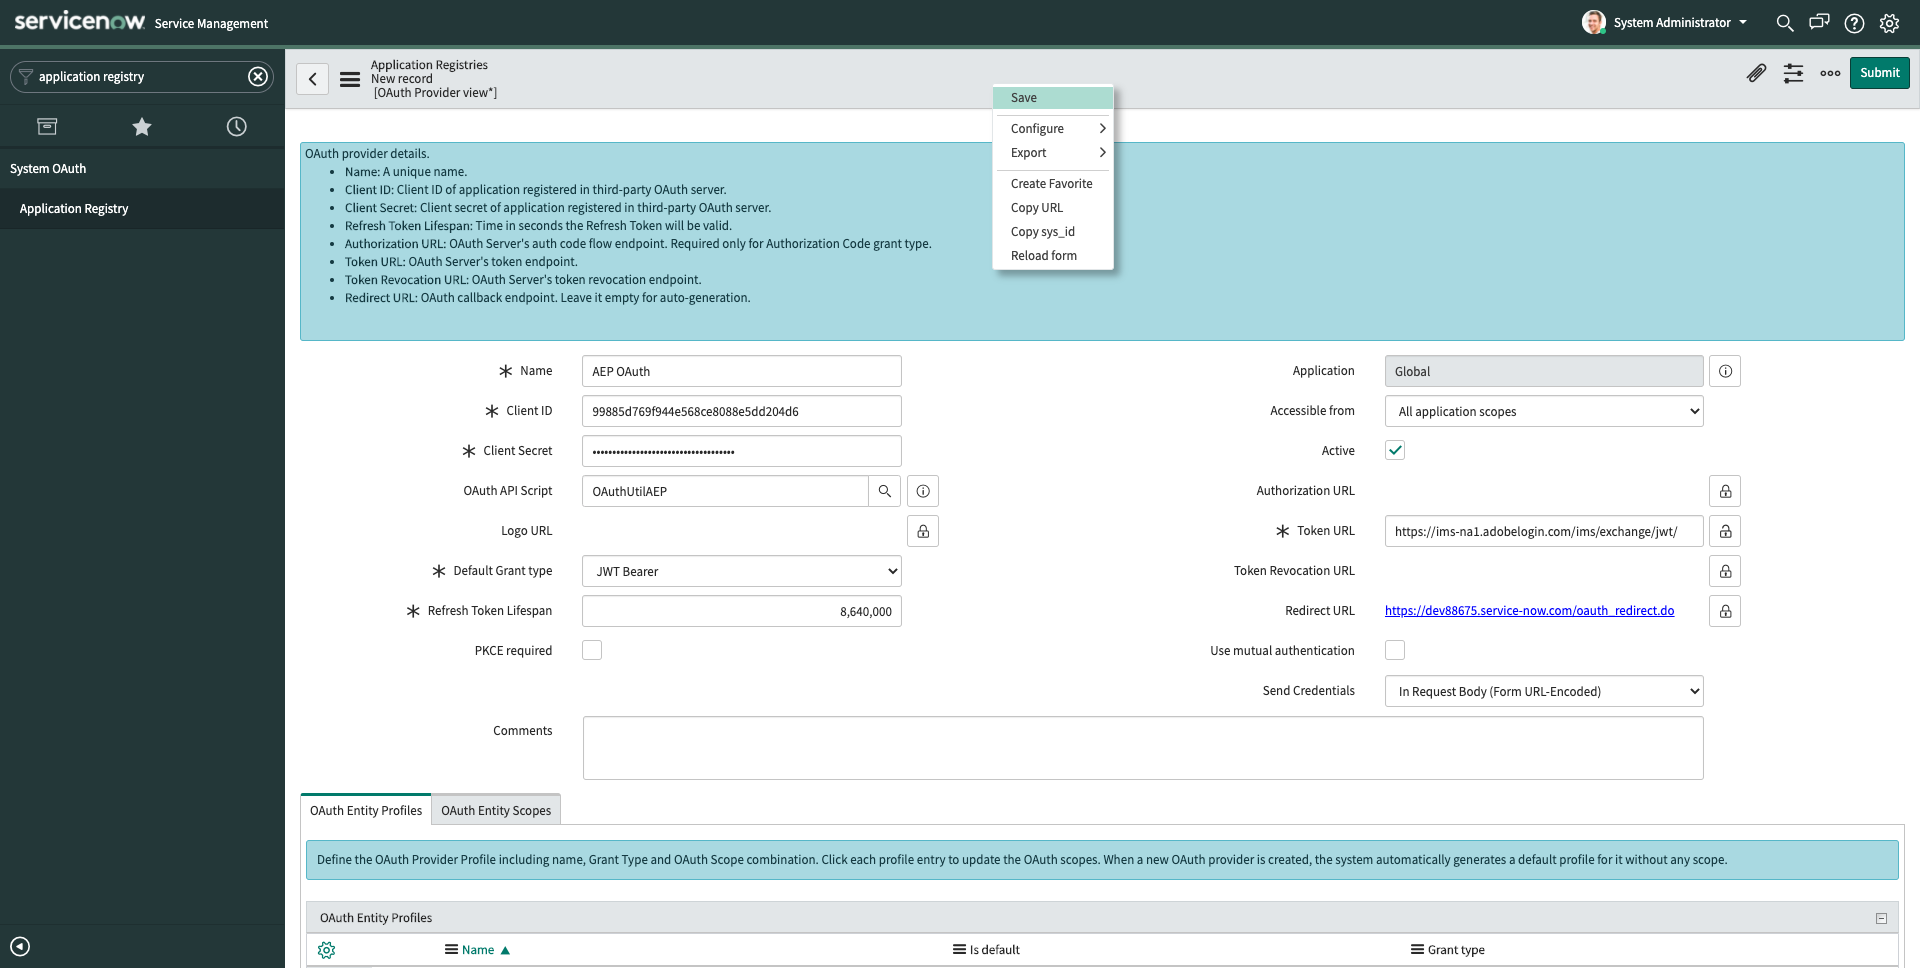 servicenow Service Management
System Administrator
application registry
System OAuth
Application Registry
Application Registries
New record
[OAuth Provider view*]
Submit
Save
Configure
Export
Create Favorite
Copy URL
Copy sys_id
Reload form
OAuth provider details.
Name: A unique name.
Client ID: Client ID of application registered in third-party OAuth server.
Client Secret: Client secret of application registered in third-party OAuth server.
Refresh Token Lifespan: Time in seconds the Refresh Token will be valid.
Authorization URL: OAuth Server's auth code flow endpoint. Required only for Authorization Code grant type.
Token URL: OAuth Server's token endpoint.
Token Revocation URL: OAuth Server's token revocation endpoint.
Redirect URL: OAuth callback endpoint. Leave it empty for auto-generation.
Name AEP OAuth
Client ID 99885d769f944e568ce8088e5dd204d6
Client Secret
OAuth API Script OAuthUtilAEP
Logo URL
Default Grant type JWT Bearer
Refresh Token Lifespan 8,640,000
PKCE required
Application Global
Accessible from All application scopes
Active
Authorization URL
Token URL https://ims-na1.adobelogin.com/ims/exchange/jwt/
Token Revocation URL
Redirect URL https://dev88675.service-now.com/oauth_redirect.do
Use mutual authentication
Send Credentials In Request Body (Form URL-Encoded)
Comments
OAuth Entity Profiles OAuth Entity Scopes
Define the OAuth Provider Profile including name, Grant Type and OAuth Scope combination. Click each profile entry to update the OAuth scopes. When a new OAuth provider is created, the system automatically generates a default profile for it without any scope.
OAuth Entity Profiles
Name Is default Grant type